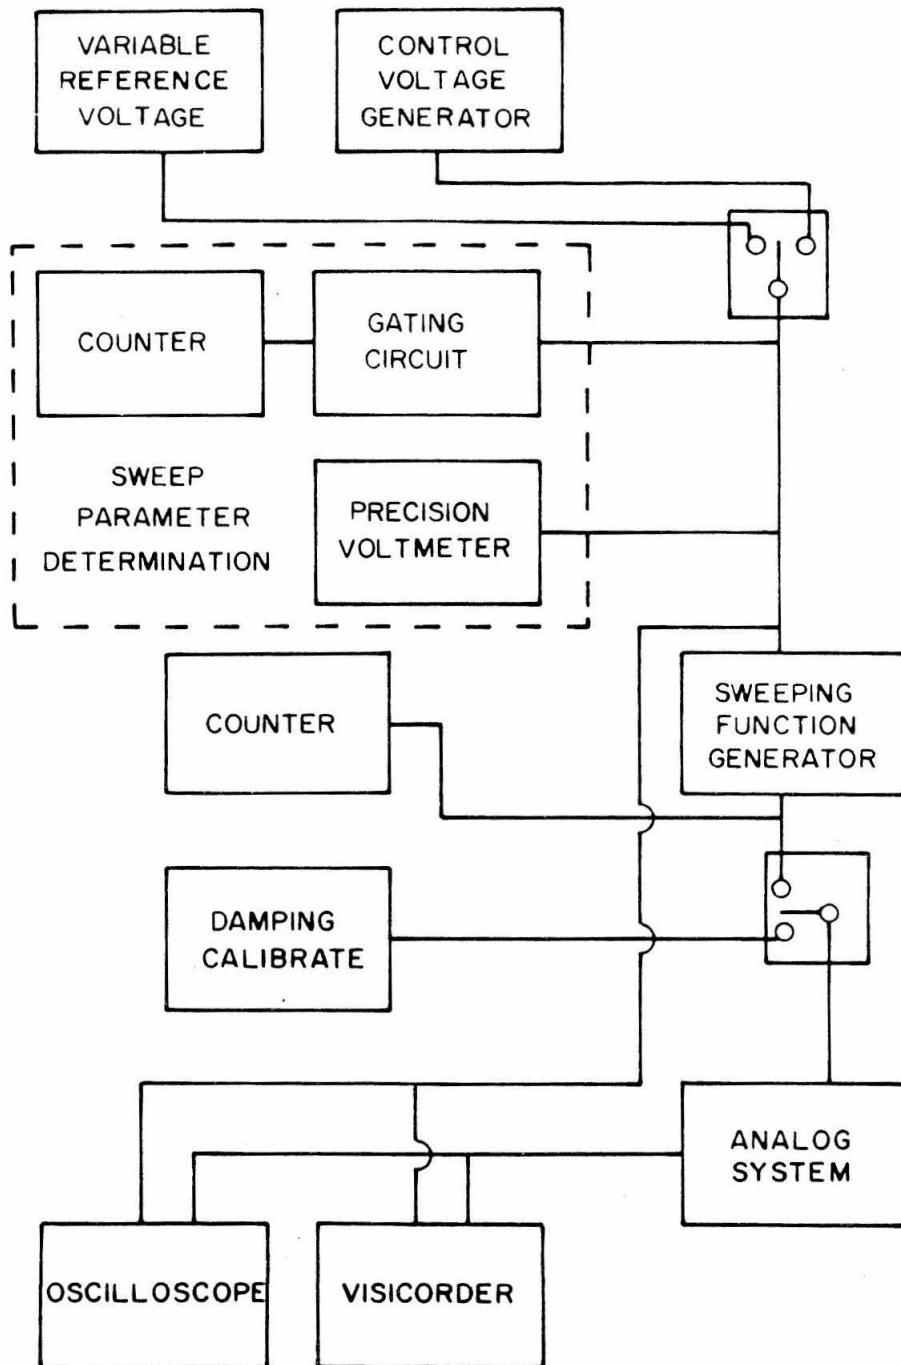 VARIABLE
REFERENCE
VOLTAGE
CONTROL
VOLTAGE
GENERATOR
COUNTER
GATING
CIRCUIT
SWEEP
PARAMETER
DETERMINATION
PRECISION
VOLTMETER
COUNTER
SWEEPING
FUNCTION
GENERATOR
DAMPING
CALIBRATE
ANALOG
SYSTEM
OSCILLOSCOPE
VISICORDER